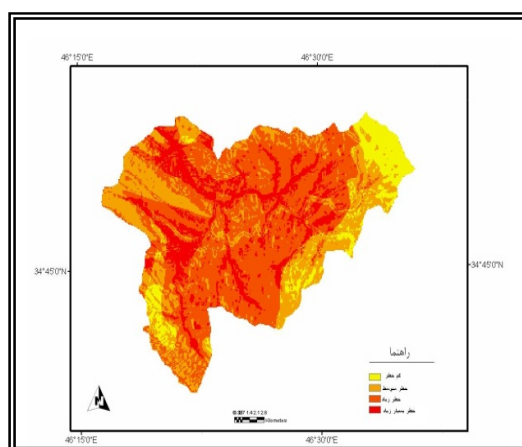 46°15'0"E 46°30'0"E
34°45'0"N 34°45'0"N
راهنما
کم خطر
خطر متوسط
خطر زیاد
خطر بسیار زیاد
Kilometers
46°15'0"E 46°30'0"E